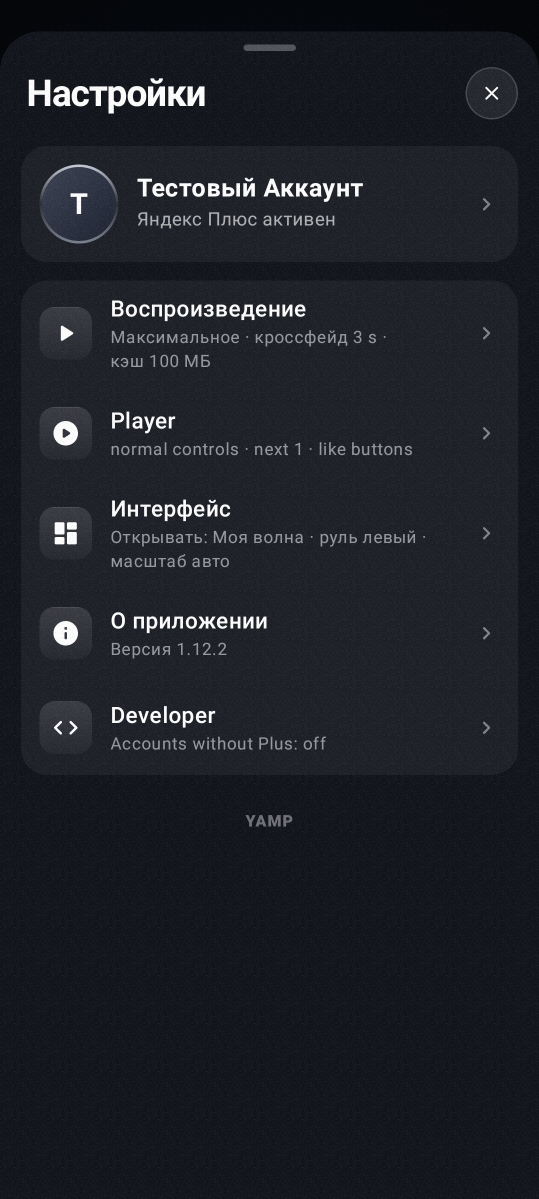 Настройки
Т
Тестовый Аккаунт
Яндекс Плюс активен
Воспроизведение
Максимальное · кроссфейд 3 s ·
кэш 100 МБ
Player
normal controls · next 1 · like buttons
Интерфейс
Открывать: Моя волна · руль левый ·
масштаб авто
О приложении
Версия 1.12.2
Developer
Accounts without Plus: off
YAMP